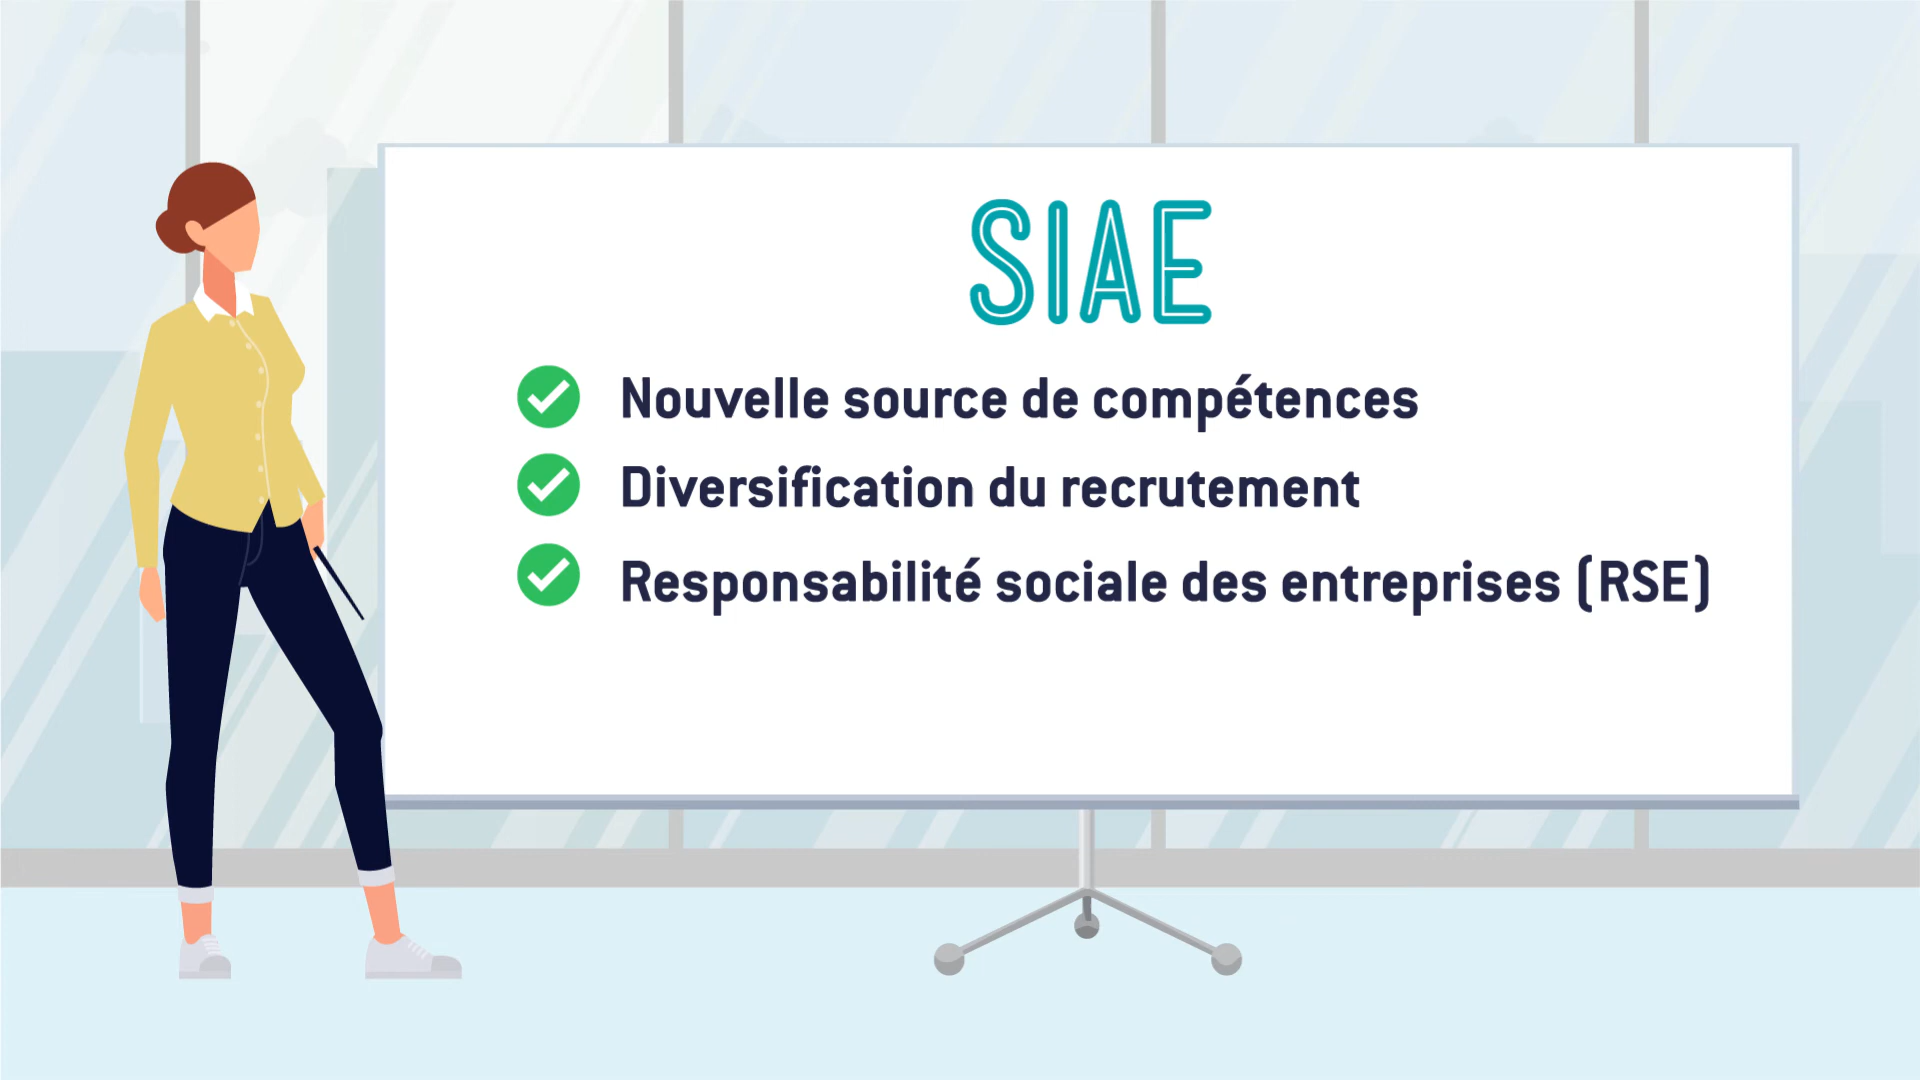 SIAE
Nouvelle source de compétences
Diversification du recrutement
Responsabilité sociale des entreprises (RSE)